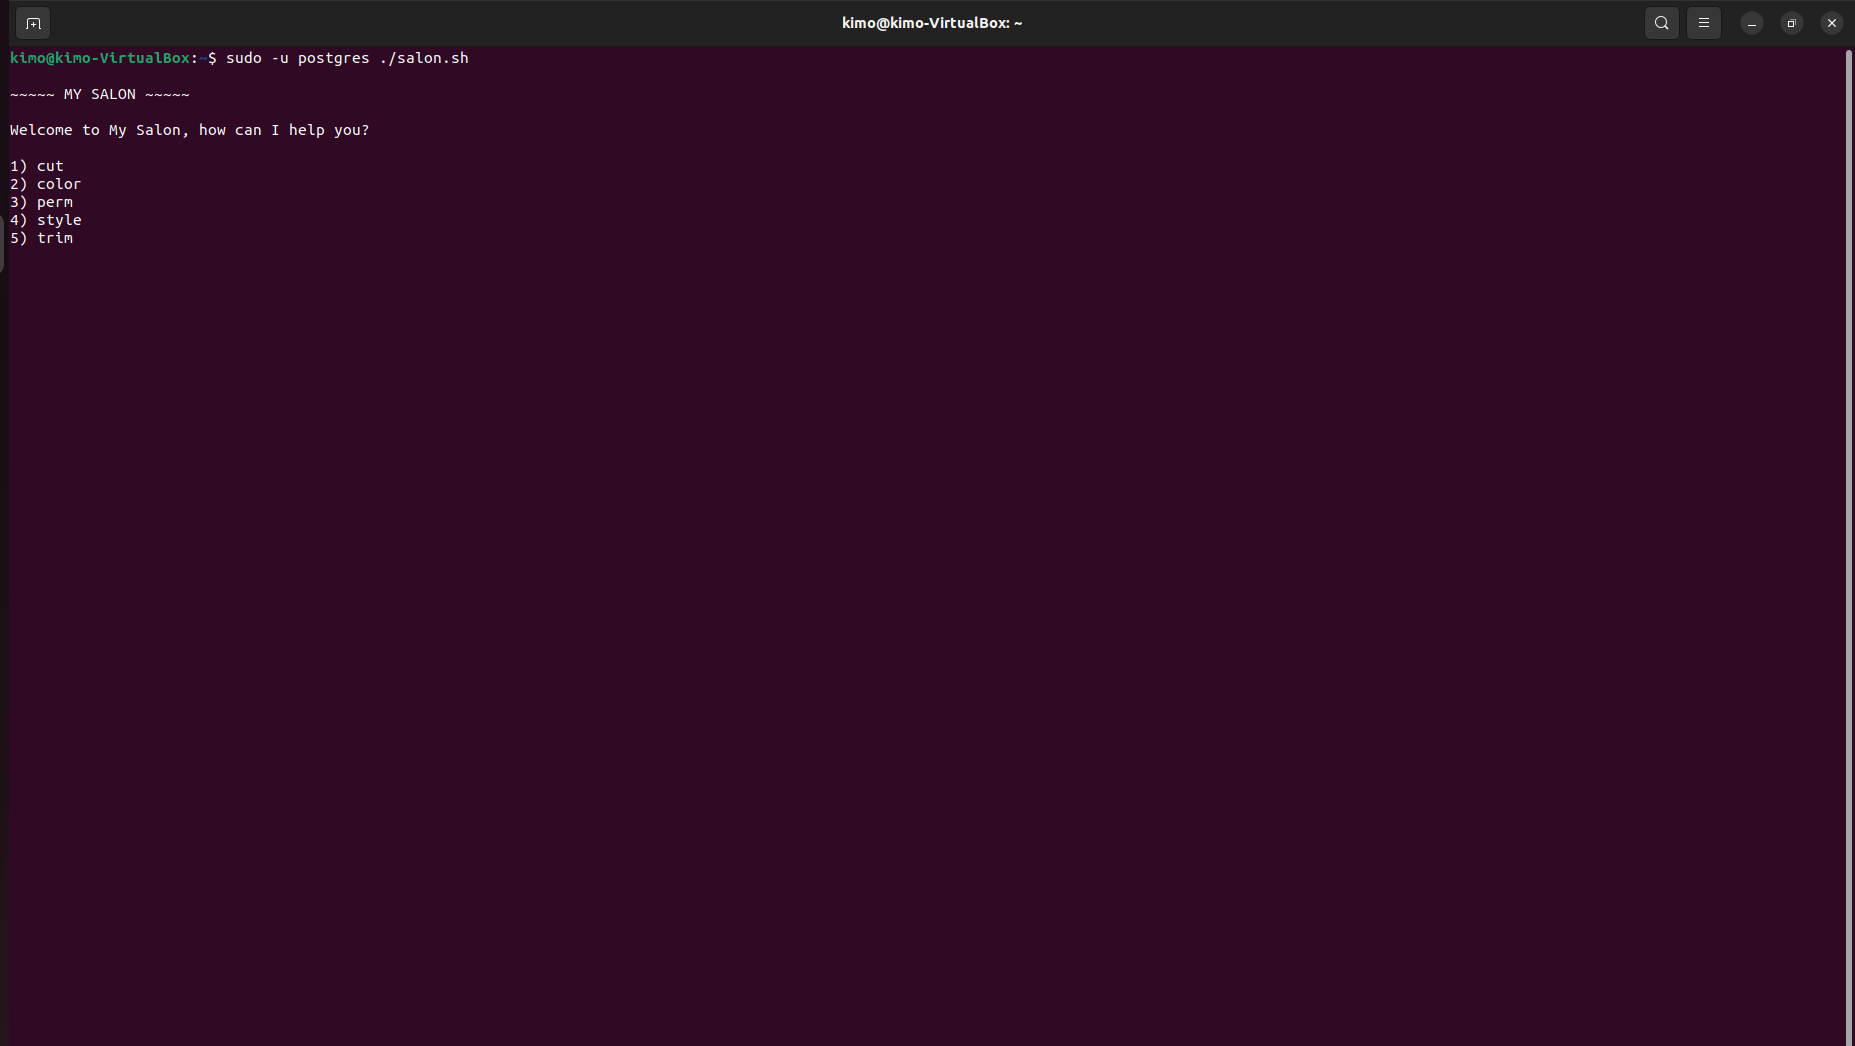 kimo@kimo-VirtualBox: ~
kimo@kimo-VirtualBox:~$ sudo -u postgres ./salon.sh
~~~~~ MY SALON ~~~~~
Welcome to My Salon, how can I help you?
1) cut
2) color
3) perm
4) style
5) trim